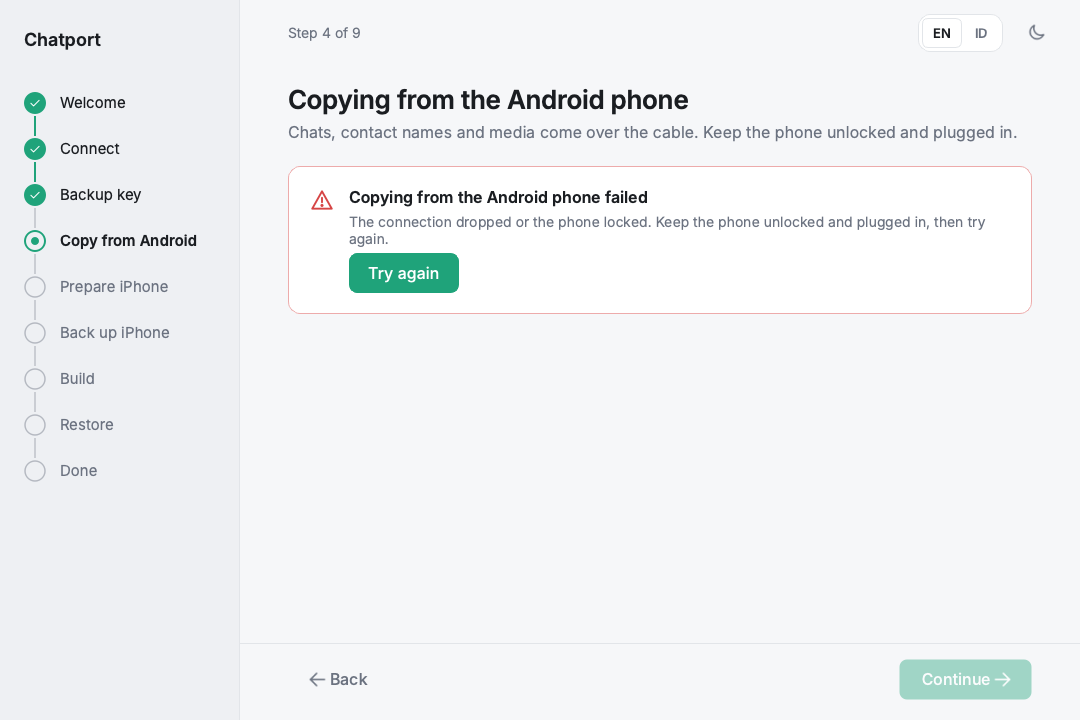 Chatport
Welcome
Connect
Backup key
Copy from Android
Prepare iPhone
Back up iPhone
Build
Restore
Done
Step 4 of 9
EN
ID
Copying from the Android phone
Chats, contact names and media come over the cable. Keep the phone unlocked and plugged in.
Copying from the Android phone failed
The connection dropped or the phone locked. Keep the phone unlocked and plugged in, then try
again.
Try again
Back
Continue